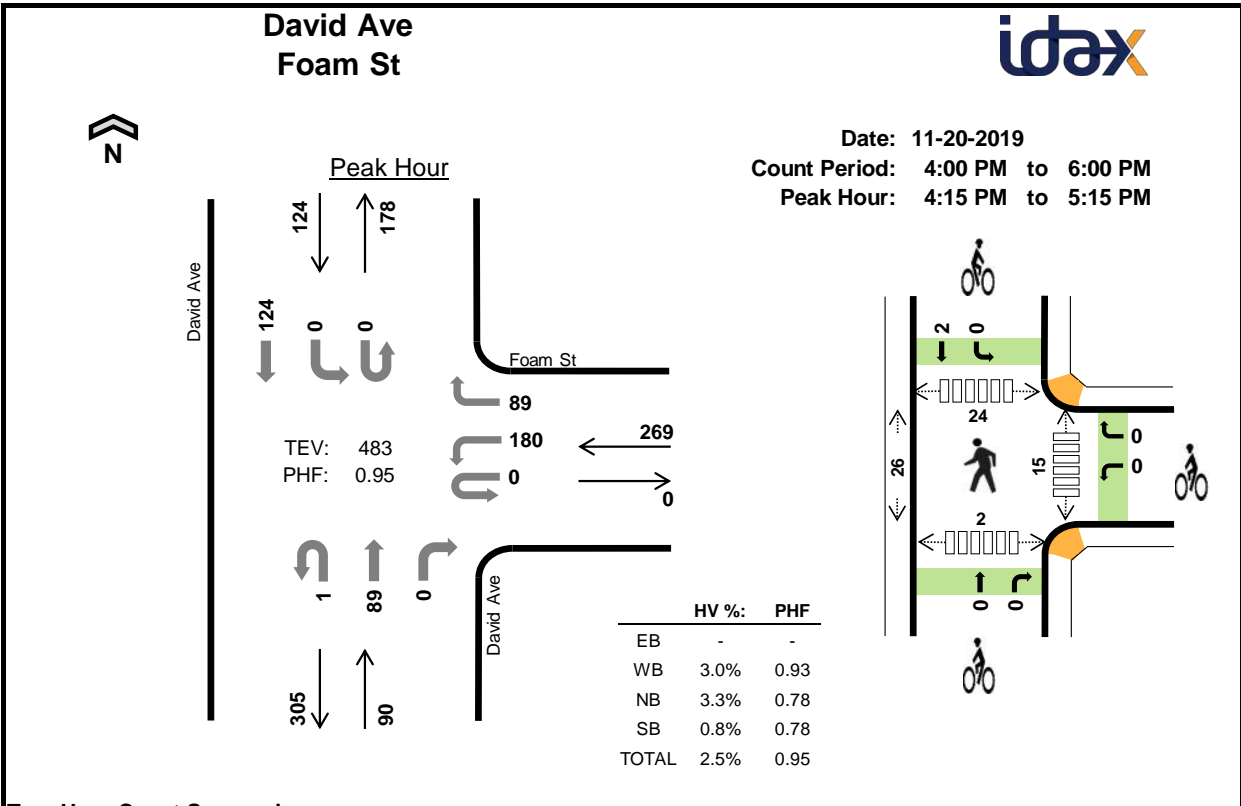 David Ave
Foam St
idax
N
Date: 11-20-2019
Count Period: 4:00 PM to 6:00 PM
Peak Hour: 4:15 PM to 5:15 PM
Peak Hour
124
178
David Ave
124
0
0
Foam St
89
180
0
269
0
TEV: 483
PHF: 0.95
1
89
0
David Ave
305
90
2
0
24
26
15
0
0
2
0
0
HV %: PHF
EB - -
WB 3.0% 0.93
NB 3.3% 0.78
SB 0.8% 0.78
TOTAL 2.5% 0.95